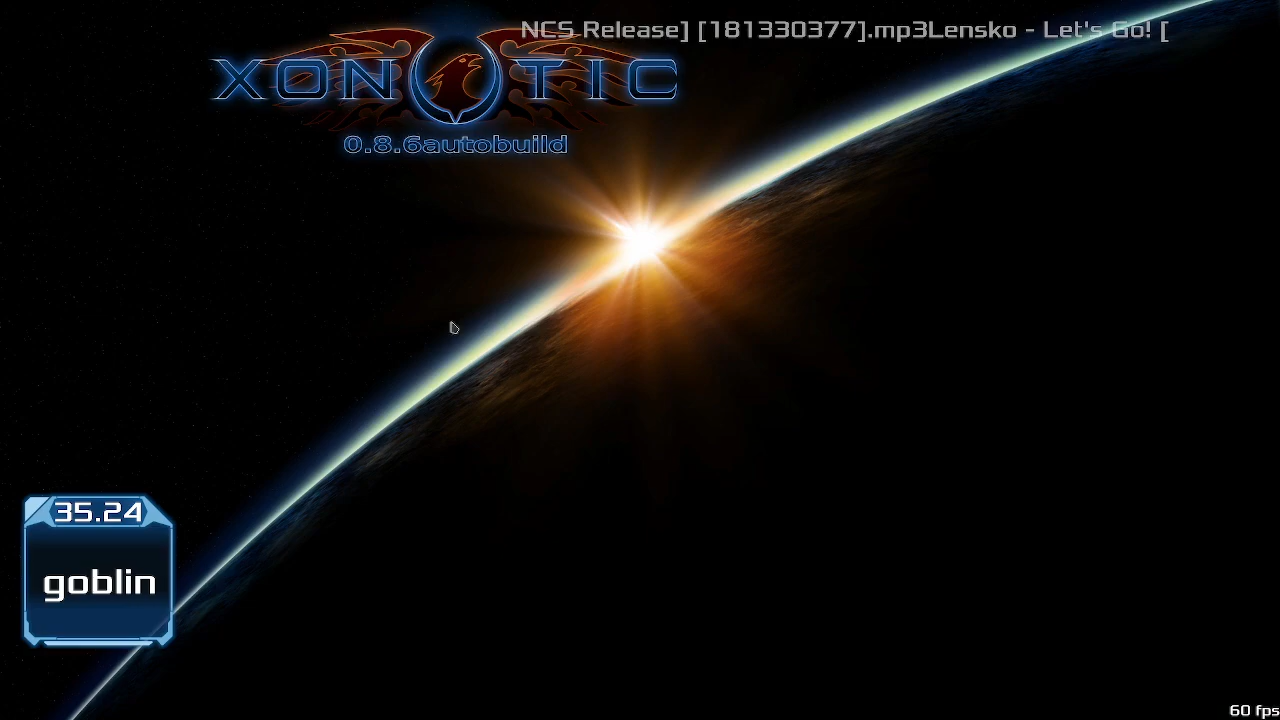 NCS Release] [181330377].mp3Lensko - Let's Go! [
XONOTIC
0.8.6autobuild
35.24
goblin
60 fps